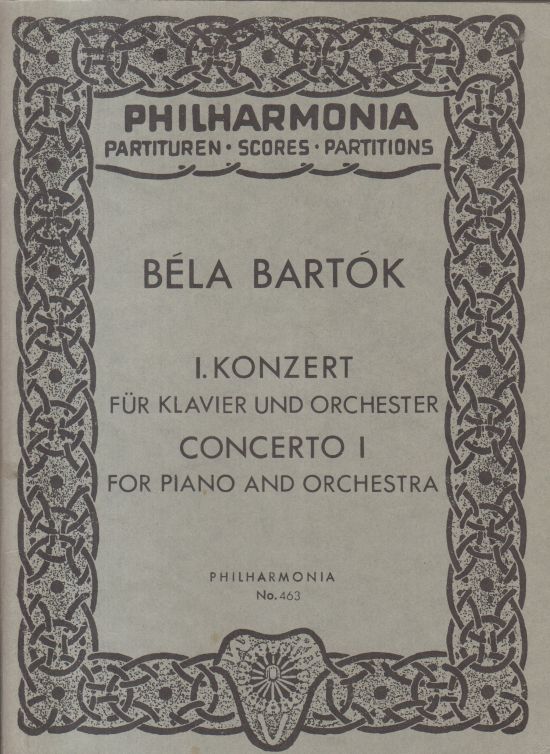 PHILHARMONIA
PARTITUREN • SCORES • PARTITIONS
BÉLA BARTÓK
I. KONZERT
FÜR KLAVIER UND ORCHESTER
CONCERTO I
FOR PIANO AND ORCHESTRA
PHILHARMONIA
No. 463